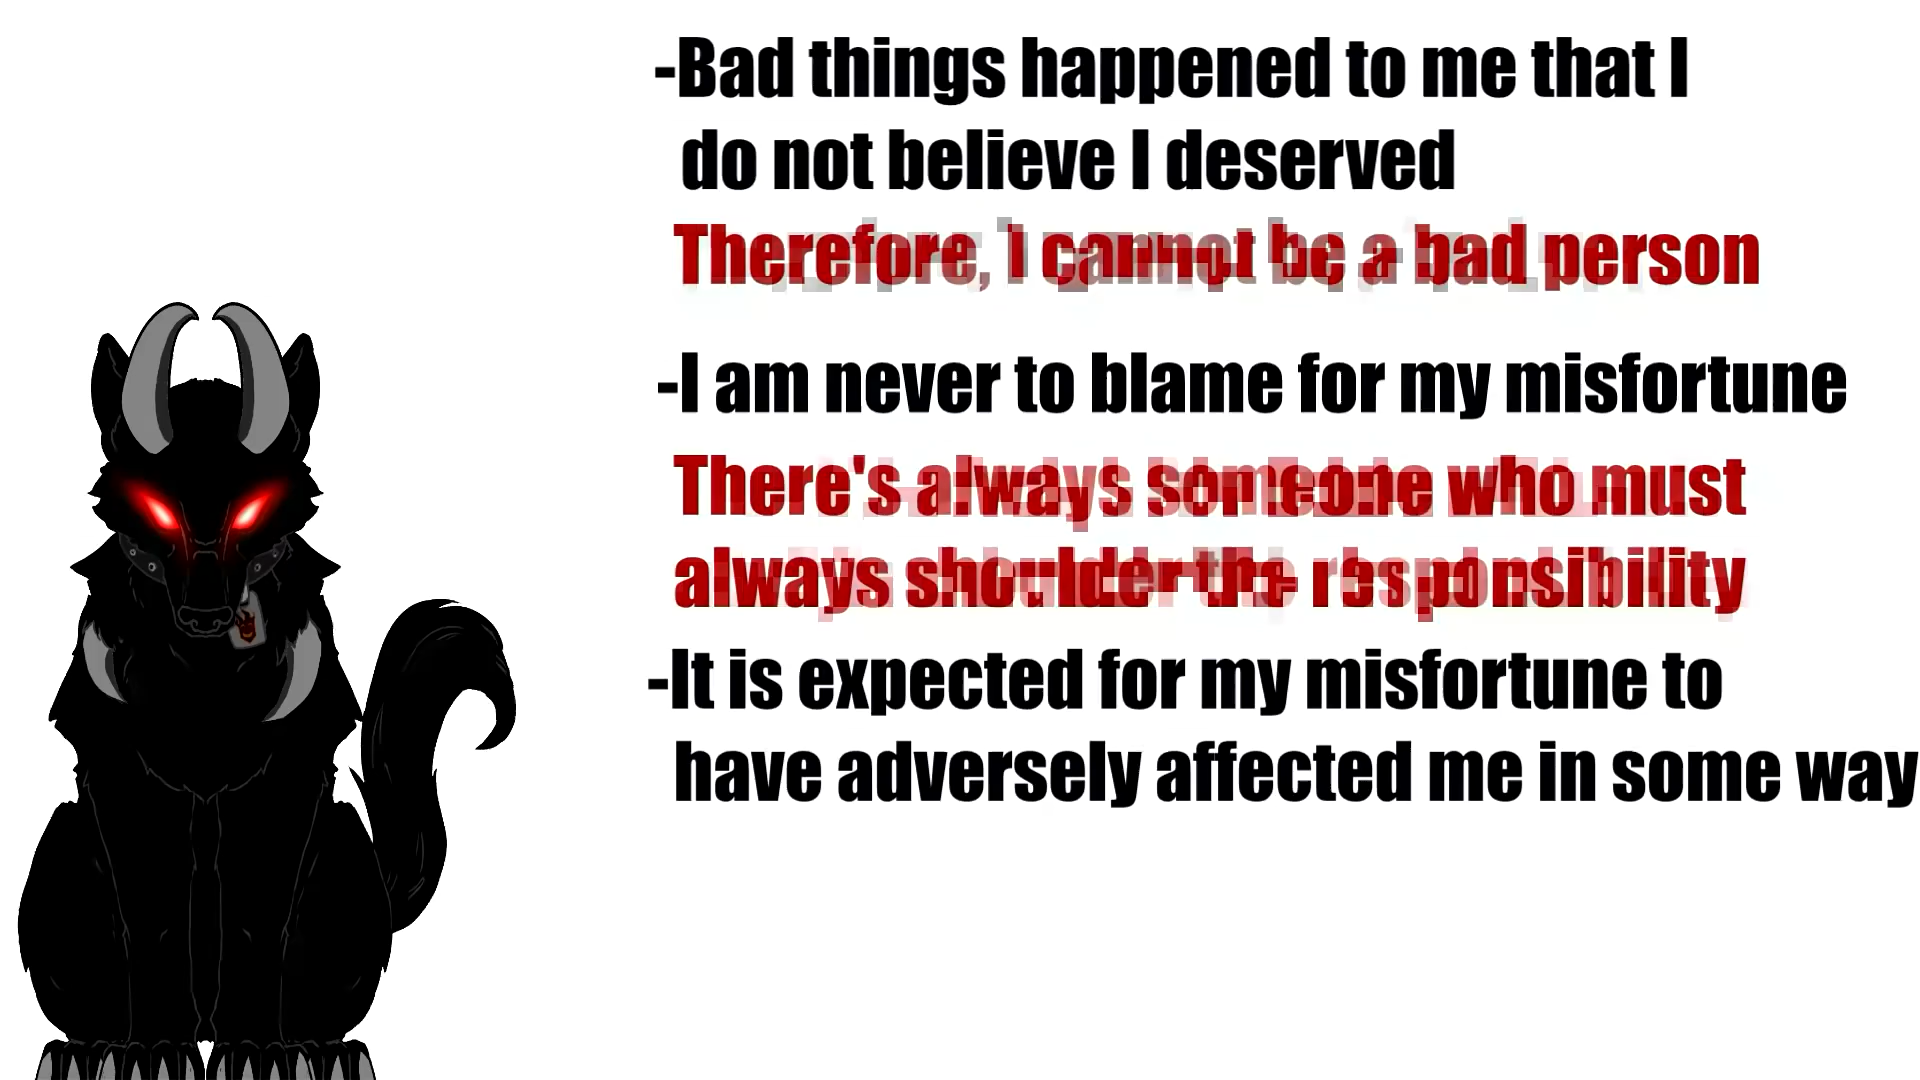 -Bad things happened to me that I
do not believe I deserved
Therefore, I cannot be a bad person
-I am never to blame for my misfortune
There's always someone who must
always shoulder the responsibility
-It is expected for my misfortune to
have adversely affected me in some way